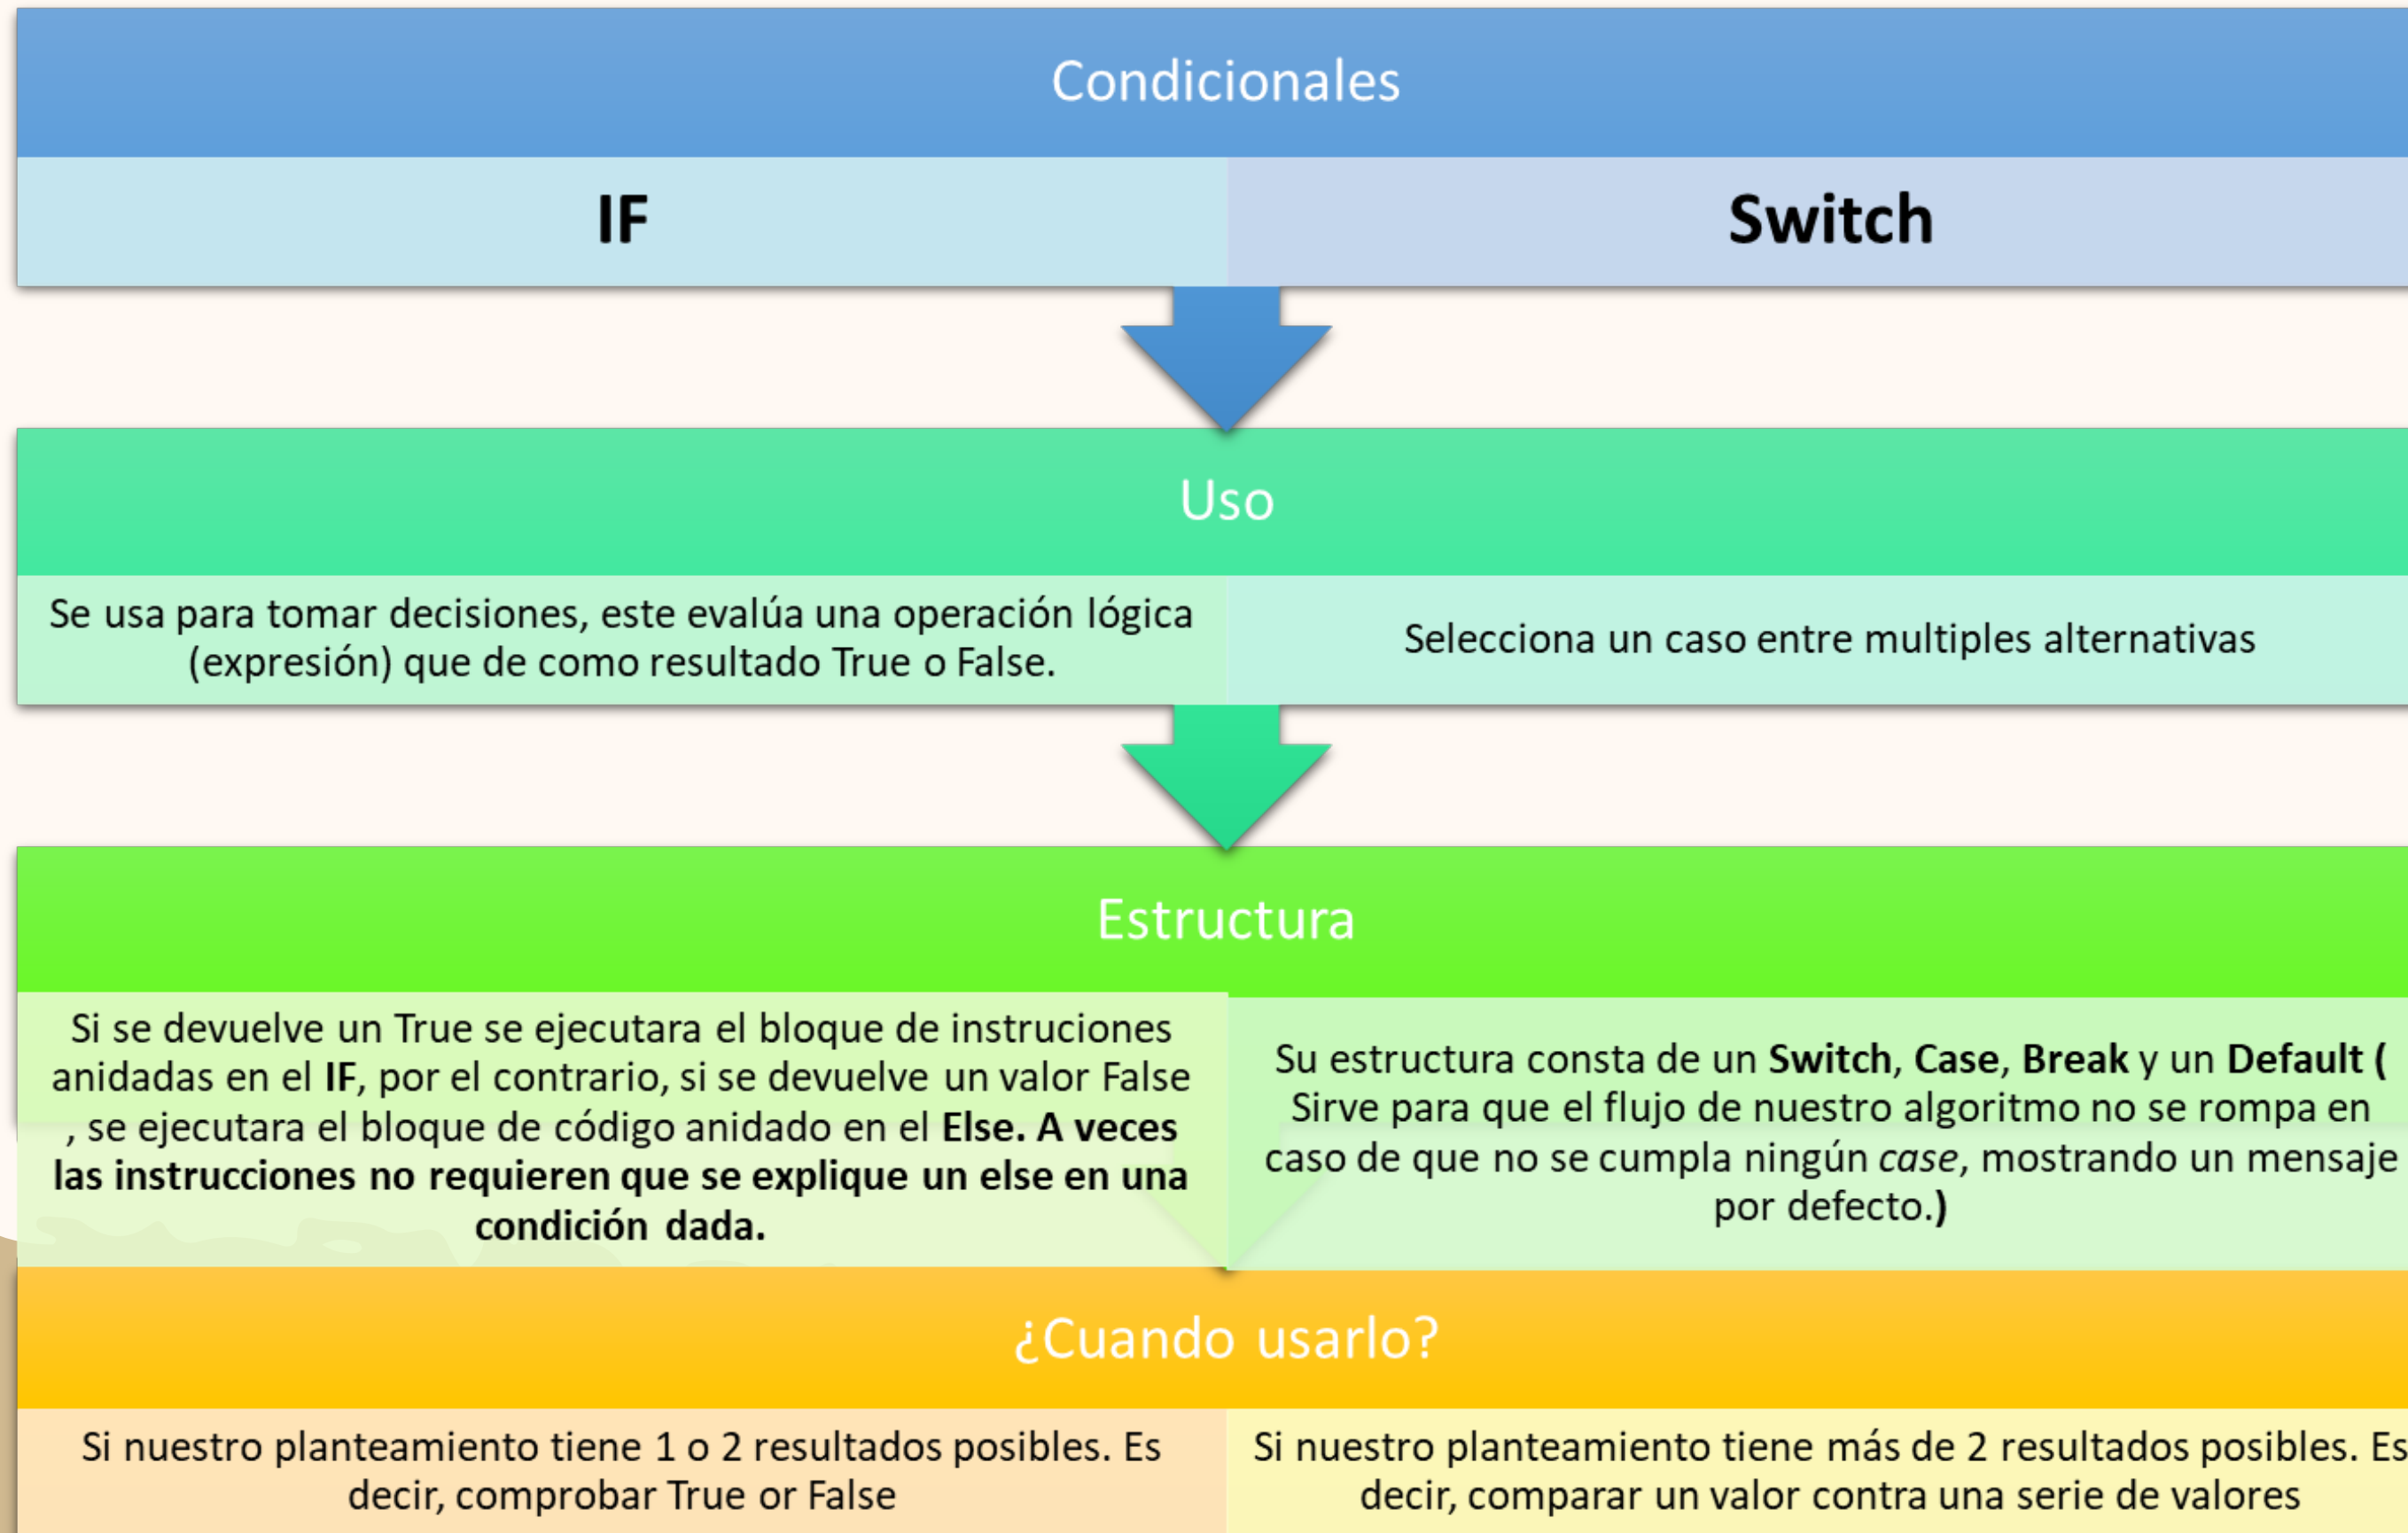 Condicionales
IF
Switch
Uso
Se usa para tomar decisiones, este evalúa una operación lógica
(expresión) que de como resultado True o False.
Selecciona un caso entre multiples alternativas
Estructura
Si se devuelve un True se ejecutara el bloque de instruciones
anidadas en el IF, por el contrario, si se devuelve un valor False
, se ejecutara el bloque de código anidado en el Else. A veces
las instrucciones no requieren que se explique un else en una
condición dada.
Su estructura consta de un Switch, Case, Break y un Default (
Sirve para que el flujo de nuestro algoritmo no se rompa en
caso de que no se cumpla ningún case, mostrando un mensaje
por defecto.)
¿Cuando usarlo?
Si nuestro planteamiento tiene 1 o 2 resultados posibles. Es
decir, comprobar True or False
Si nuestro planteamiento tiene más de 2 resultados posibles. Es
decir, comparar un valor contra una serie de valores